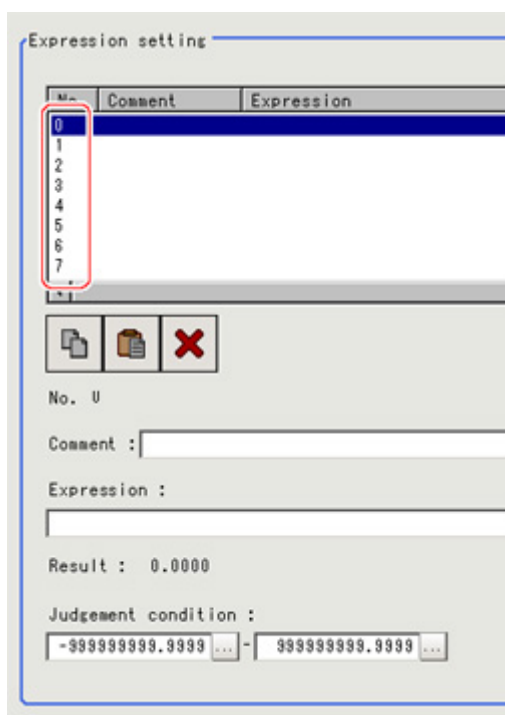 Expression setting
No. Comment Expression
0
1
2
3
4
5
6
7
No. 0
Comment :
Expression :
Result : 0.0000
Judgement condition :
-999999999.9999 ... - 999999999.9999 ...